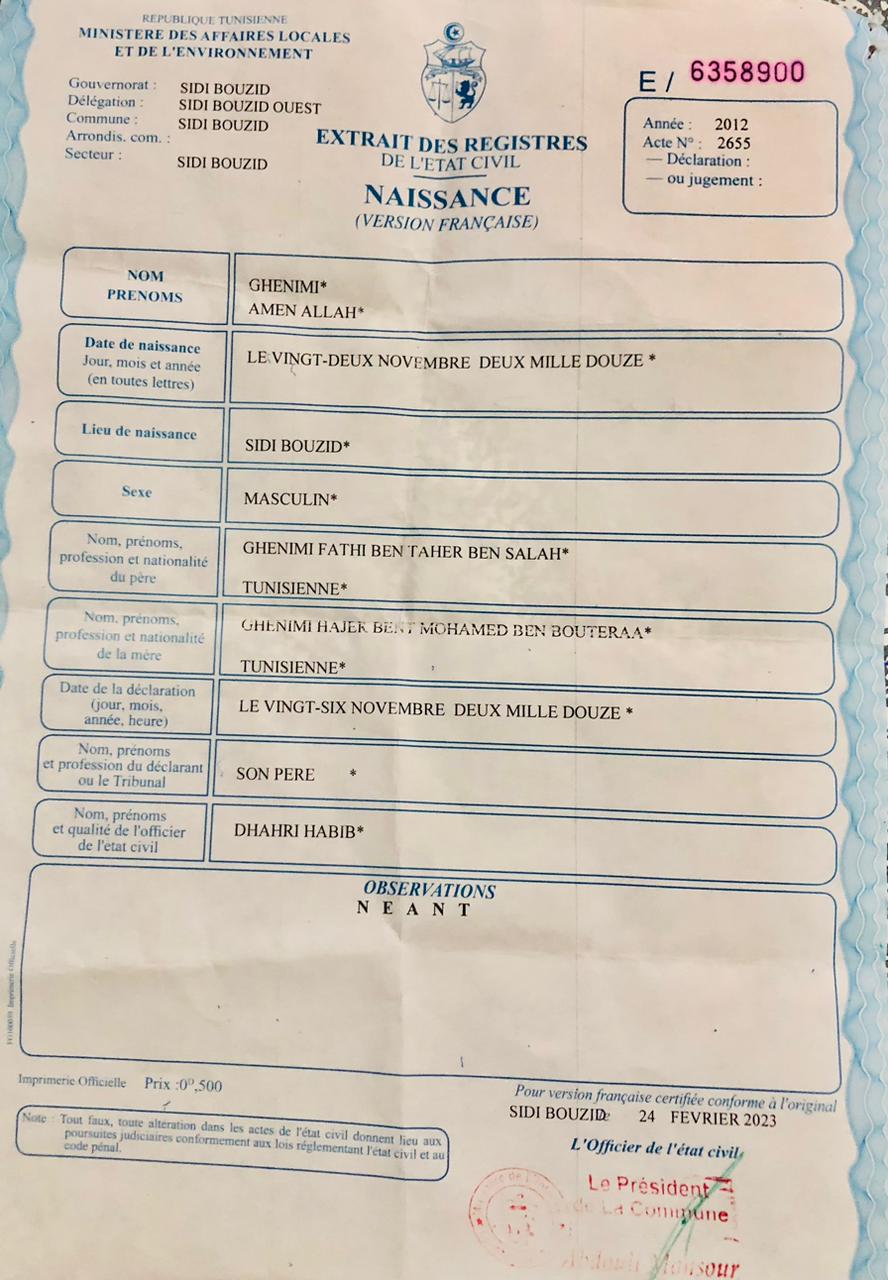 REPUBLIQUE TUNISIENNE
MINISTERE DES AFFAIRES LOCALES
ET DE L'ENVIRONNEMENT
Gouvernorat : SIDI BOUZID
Délégation : SIDI BOUZID OUEST
Commune : SIDI BOUZID
Arrondis. com. :
Secteur : SIDI BOUZID
EXTRAIT DES REGISTRES
DE L'ETAT CIVIL
NAISSANCE
(VERSION FRANÇAISE)
E / 6358900
Année : 2012
Acte N° : 2655
— Déclaration :
— ou jugement :
NOM
PRENOMS
GHENIMI*
AMEN ALLAH*
Date de naissance
Jour, mois et année
(en toutes lettres)
LE VINGT-DEUX NOVEMBRE DEUX MILLE DOUZE *
Lieu de naissance
SIDI BOUZID*
Sexe
MASCULIN*
Nom, prénoms,
profession et nationalité
du père
GHENIMI FATHI BEN TAHER BEN SALAH*
TUNISIENNE*
Nom, prénoms,
profession et nationalité
de la mère
GHENIMI HAJER BENT MOHAMED BEN BOUTERAA*
TUNISIENNE*
Date de la déclaration
(jour, mois,
année, heure)
LE VINGT-SIX NOVEMBRE DEUX MILLE DOUZE *
Nom, prénoms
et profession du déclarant
ou le Tribunal
SON PERE *
Nom, prénoms
et qualité de l'officier
de l'etat civil
DHAHRI HABIB*
OBSERVATIONS
N E A N T
Imprimerie Officielle
Imprimerie Officielle Prix :0ᴰ,500
Note : Tout faux, toute altération dans les actes de l'état civil donnent lieu aux
poursuites judiciaires conformement aux lois réglementant l'état civil et au
code pénal.
Pour version française certifiée conforme à l'original
SIDI BOUZID le 24 FEVRIER 2023
L'Officier de l'état civil
Le Président
de La Commune
Mansour